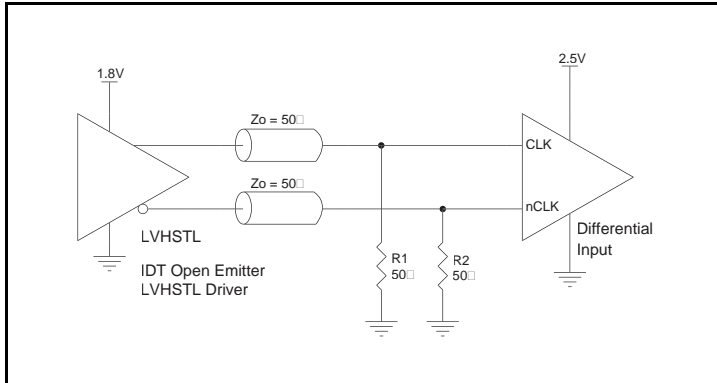 1.8V
2.5V
Zo = 50□
CLK
Zo = 50□
nCLK
LVHSTL
Differential
Input
IDT Open Emitter
LVHSTL Driver
R1
50□
R2
50□